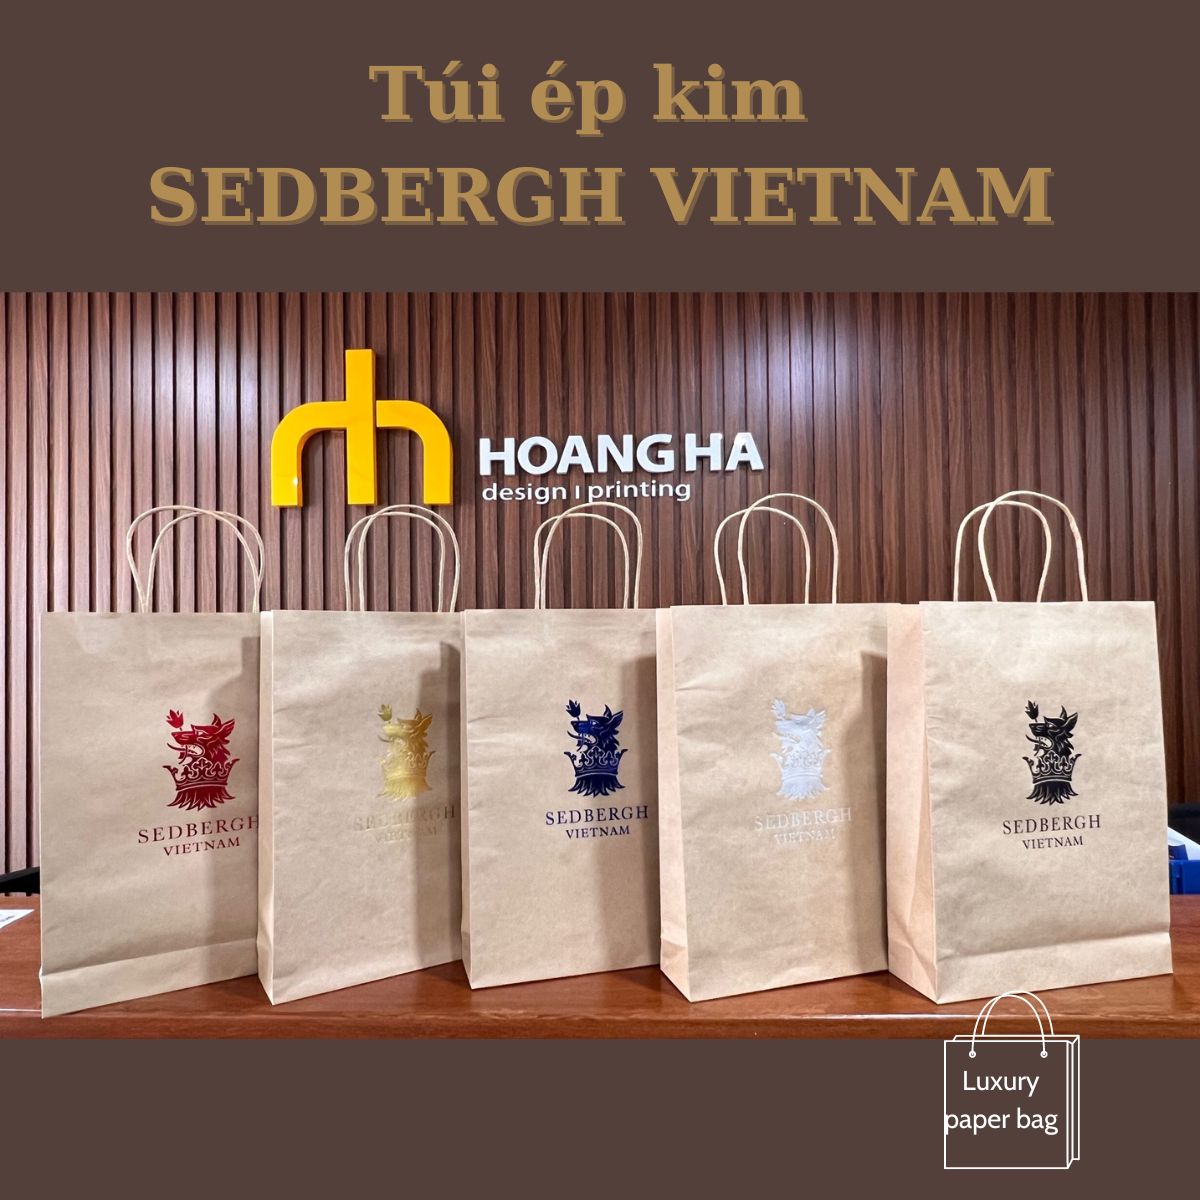 Túi ép kim
SEDBERGH VIETNAM
HOANG HA
design | printing
SEDBERGH
VIETNAM
SEDBERGH
VIETNAM
SEDBERGH
VIETNAM
SEDBERGH
VIETNAM
SEDBERGH
VIETNAM
Luxury
paper bag